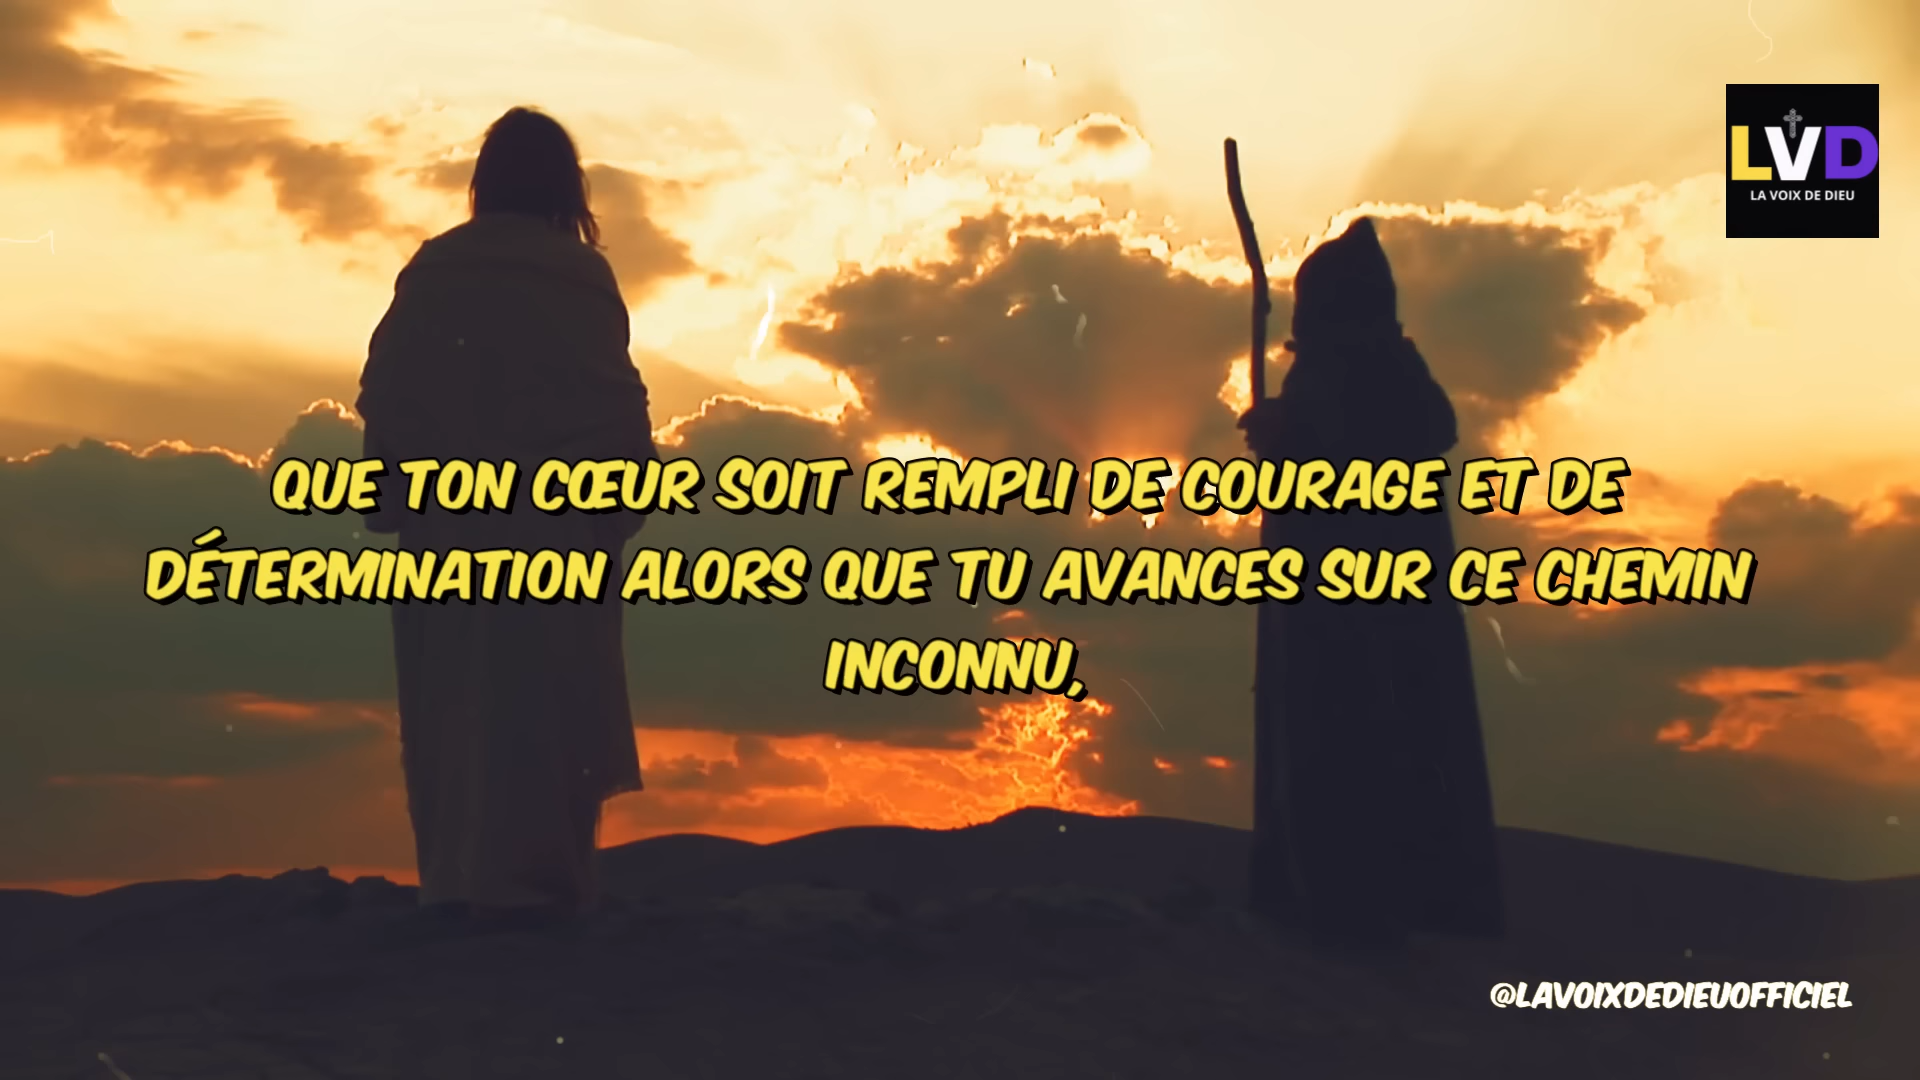 LVD
LA VOIX DE DIEU
QUE TON CŒUR SOIT REMPLI DE COURAGE ET DE
DÉTERMINATION ALORS QUE TU AVANCES SUR CE CHEMIN
INCONNU,
@LAVOIXDEDIEUOFFICIEL